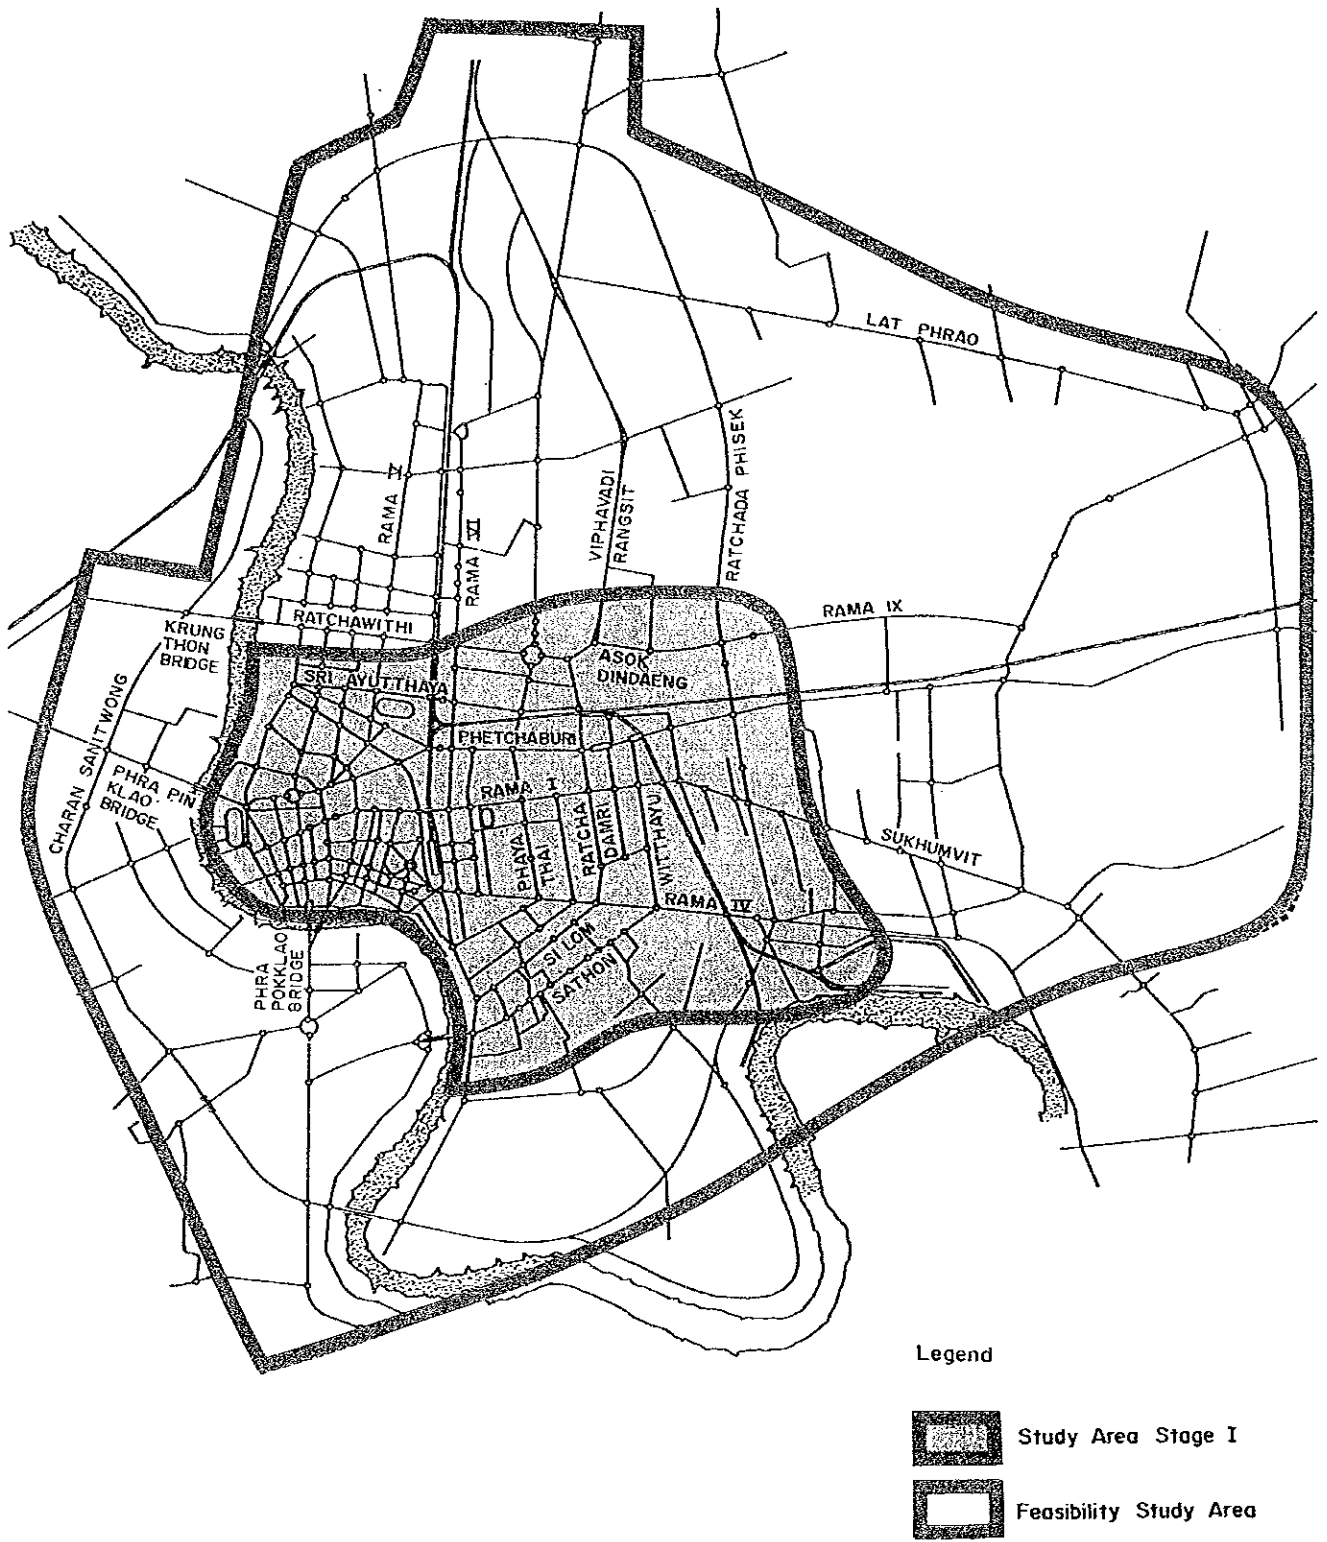 LAT PHRAO
RATCHADA PHISEK
VIPHAVADI
RANGSIT
RAMA V
RAMA VI
RAMA IX
RATCHAWITHI
KRUNG
THON
BRIDGE
ASOK
DINDAENG
SRI AYUTTHAYA
CHARAN SANITWONG
PHETCHABURI
PHRA PIN
KLAO
BRIDGE
RAMA I
PHAYA
THAI
RATCHA
DAMRI
WITTHAYU
SUKHUMVIT
RAMA IV
SI LOM
SATHON
PHRA
POKKLAO
BRIDGE
Legend
Study Area Stage I
Feasibility Study Area